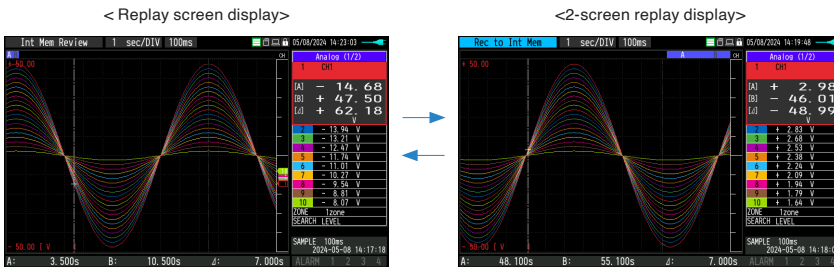 < Replay screen display>
Int Mem Review 1 sec/DIV 100ms 05/08/2024 14:23:03
A CH Analog (1/2)
+ 50.00 1 CH1
[A] - 14.68
[B] + 47.50
[⊿] + 62.18
V
2 - 13.94 V
3 - 13.21 V
4 - 12.47 V
5 - 11.74 V
6 - 11.01 V
7 - 10.27 V
8 - 9.54 V
9 - 8.81 V
10 - 8.07 V
ZONE 1zone
SEARCH LEVEL
SAMPLE 100ms
- 50.00 [ V 2024-05-08 14:17:18
A: 3.500s B: 10.500s ⊿: 7.000s ALARM 1 2 3 4
<2-screen replay display>
Rec to Int Mem 1 sec/DIV 100ms 05/08/2024 14:19:48
A CH Analog (1/2)
+ 50.00 1 CH1
[A] + 2.98
[B] - 46.01
[⊿] - 48.99
V
2 + 2.83 V
3 + 2.68 V
4 + 2.53 V
5 + 2.38 V
6 + 2.24 V
7 + 2.09 V
8 + 1.94 V
9 + 1.79 V
10 + 1.64 V
ZONE 1zone
SEARCH LEVEL
SAMPLE 100ms
- 50.00 [ V 2024-05-08 14:18:0
A: 48.100s B: 55.100s ⊿: 7.000s ALARM 1 2 3 4